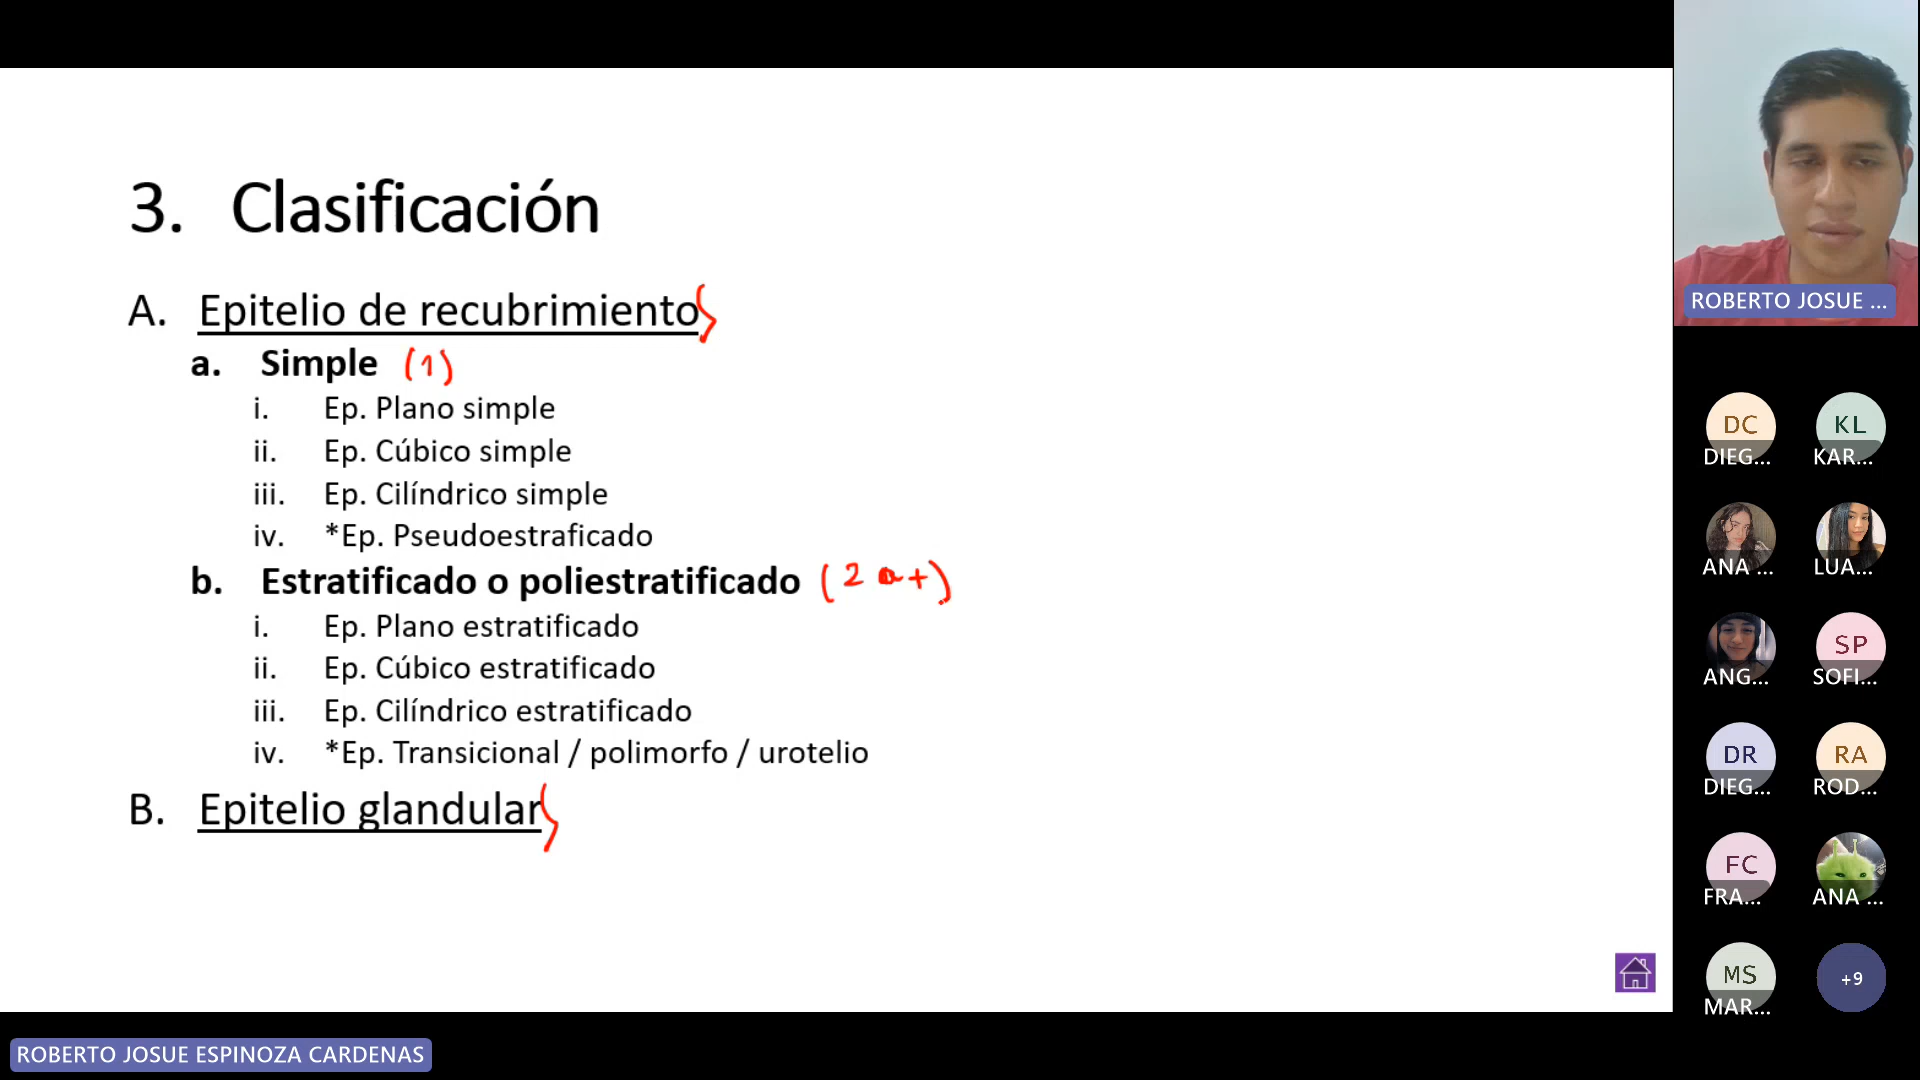 3. Clasificación
A. Epitelio de recubrimiento
a. Simple (1)
i. Ep. Plano simple
ii. Ep. Cúbico simple
iii. Ep. Cilíndrico simple
iv. *Ep. Pseudoestraficado
b. Estratificado o poliestratificado (2 a +)
i. Ep. Plano estratificado
ii. Ep. Cúbico estratificado
iii. Ep. Cilíndrico estratificado
iv. *Ep. Transicional / polimorfo / urotelio
B. Epitelio glandular
ROBERTO JOSUE ESPINOZA CARDENAS
ROBERTO JOSUE ...
DC KL
DIEG... KAR...
ANA ... LUA...
SP
ANG... SOFI...
DR RA
DIEG... ROD...
FC
FRA... ANA ...
MS +9
MAR...